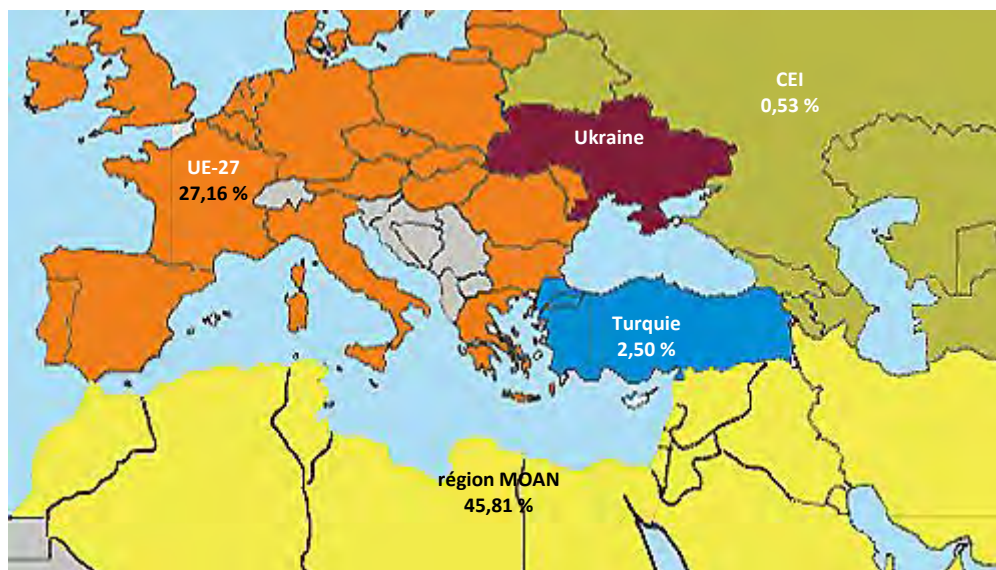 CEI
0,53 %
Ukraine
UE-27
27,16 %
Turquie
2,50 %
région MOAN
45,81 %